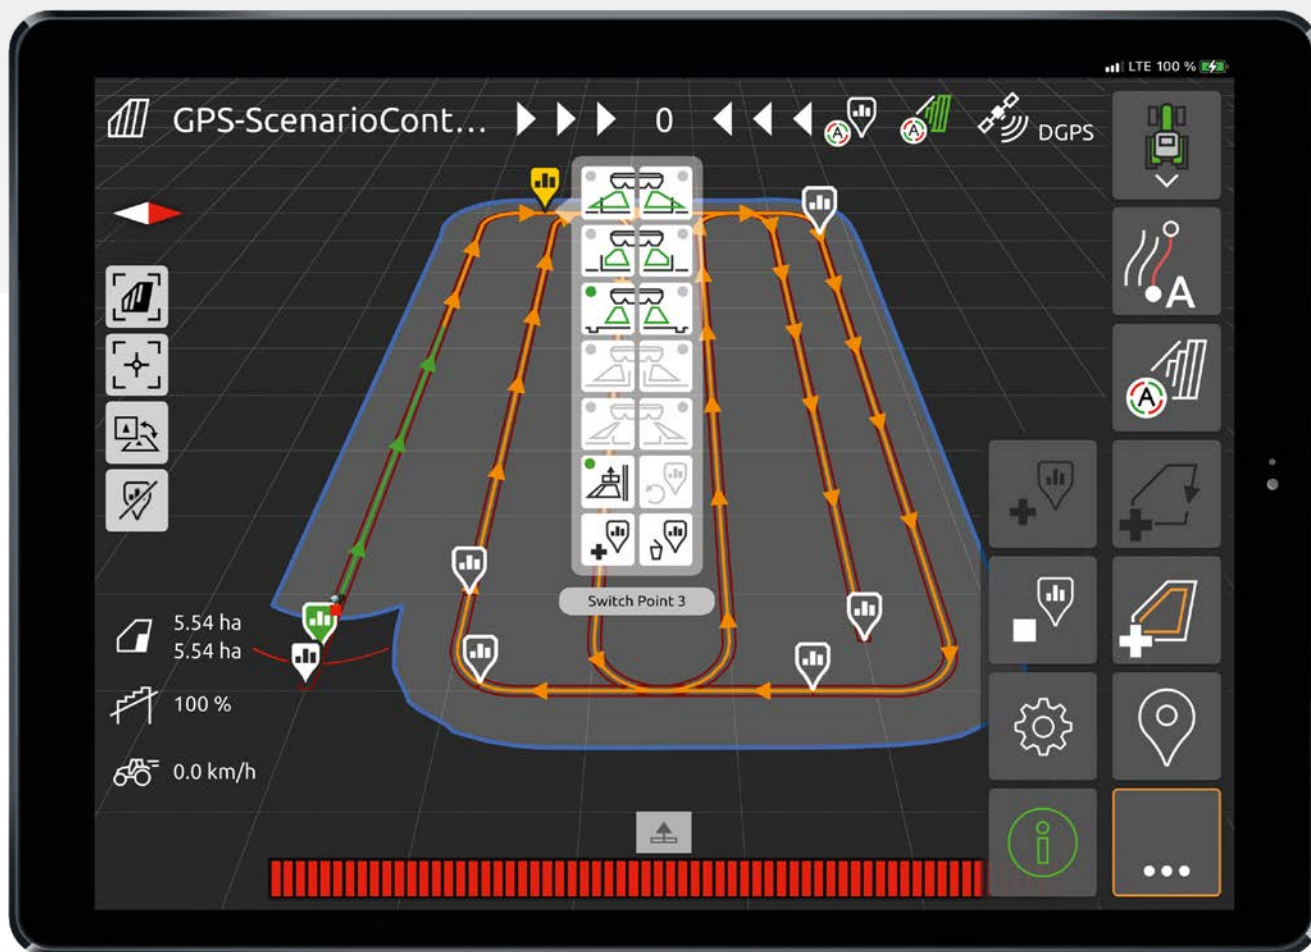 LTE 100 %
GPS-ScenarioCont...
0
DGPS
A
A
A
A
Switch Point 3
5.54 ha
5.54 ha
100 %
0.0 km/h